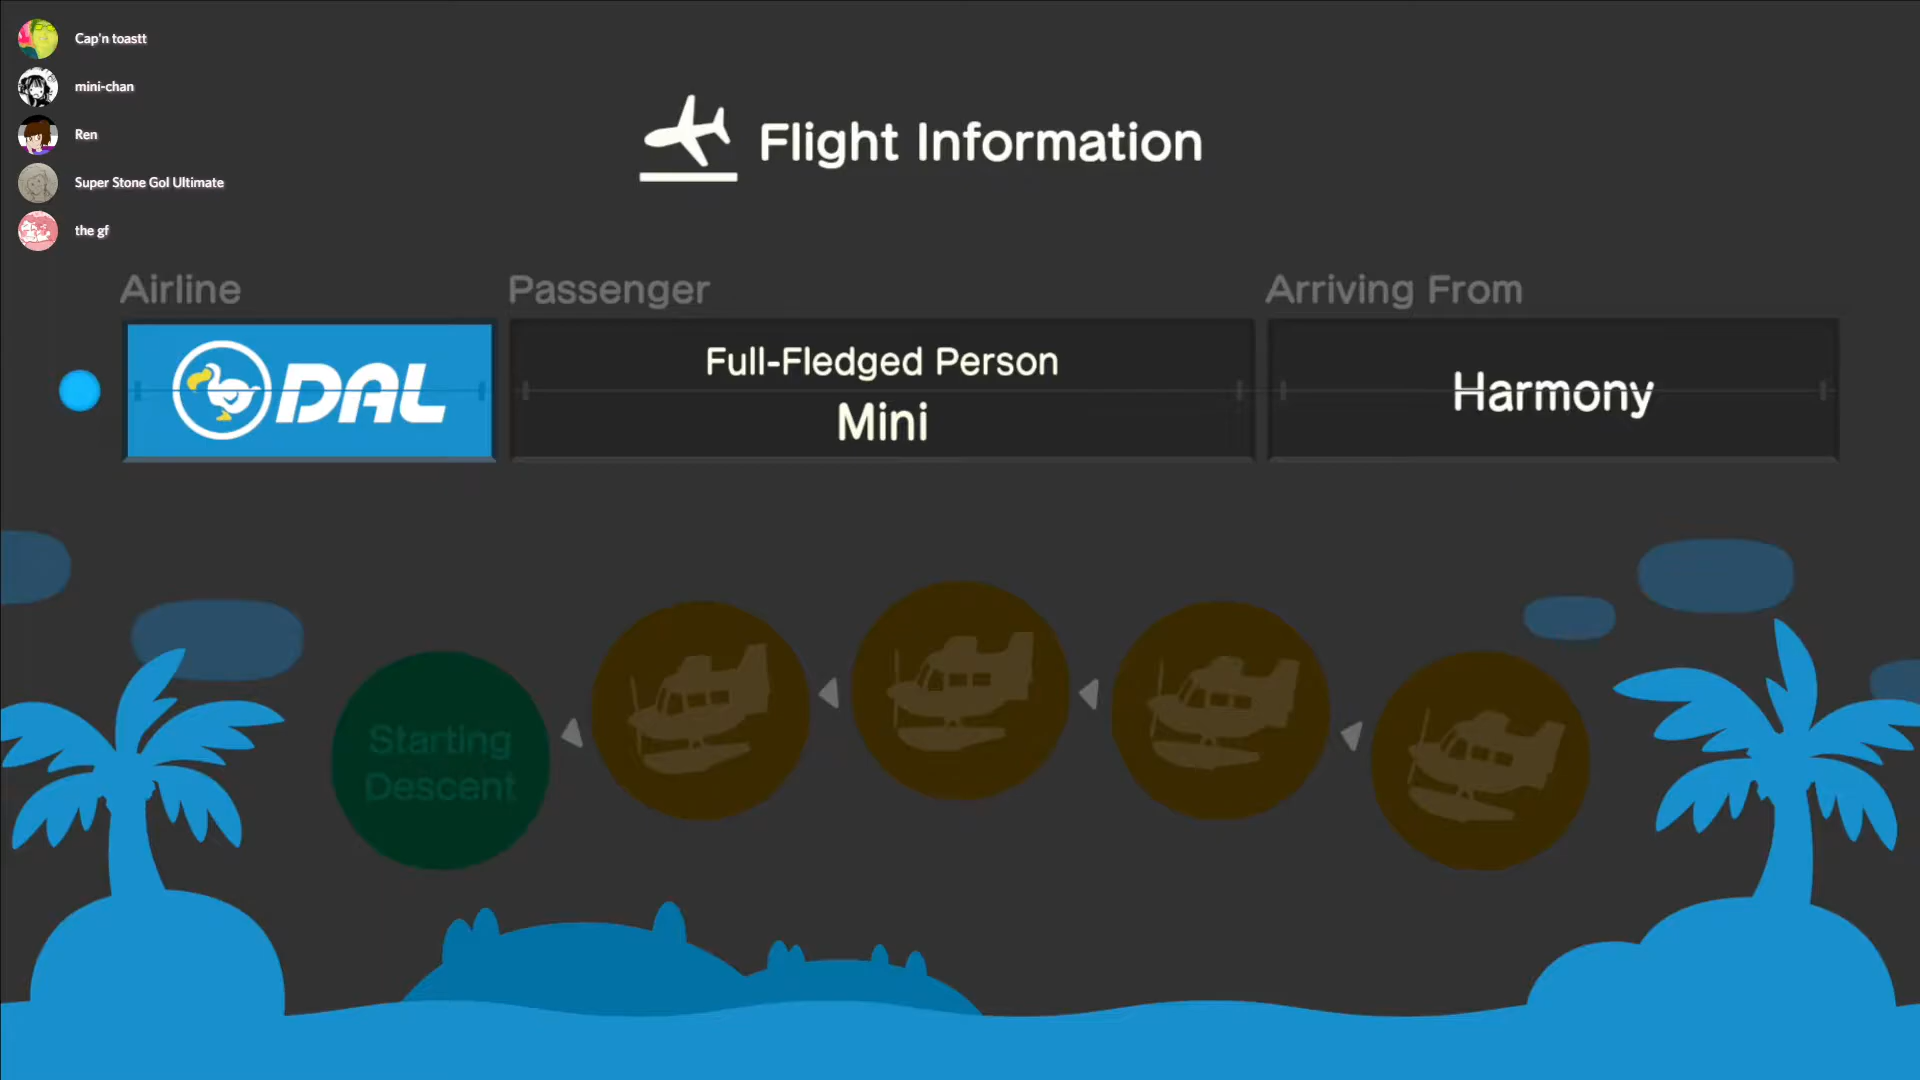 Cap'n toastt
mini-chan
Ren
Super Stone Gol Ultimate
the gf
Flight Information
Airline
Passenger
Arriving From
DAL
Full-Fledged Person
Mini
Harmony
Starting
Descent